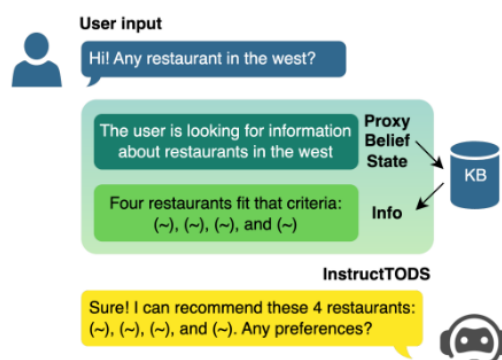 User input
Hi! Any restaurant in the west?
The user is looking for information
about restaurants in the west
Proxy
Belief
State
KB
Four restaurants fit that criteria:
(~), (~), (~), and (~)
Info
InstructTODS
Sure! I can recommend these 4 restaurants:
(~), (~), (~), and (~). Any preferences?